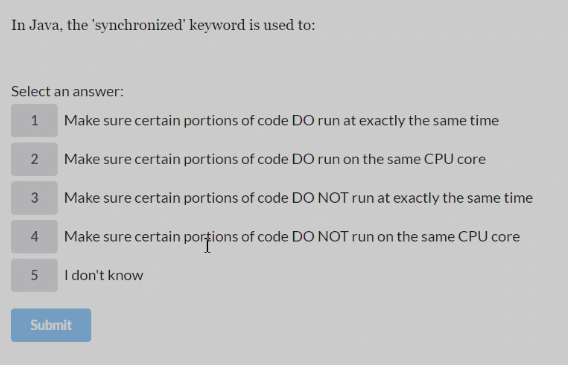 In Java, the 'synchronized' keyword is used to:
Select an answer:
1 Make sure certain portions of code DO run at exactly the same time
2 Make sure certain portions of code DO run on the same CPU core
3 Make sure certain portions of code DO NOT run at exactly the same time
4 Make sure certain portions of code DO NOT run on the same CPU core
5 I don't know
Submit